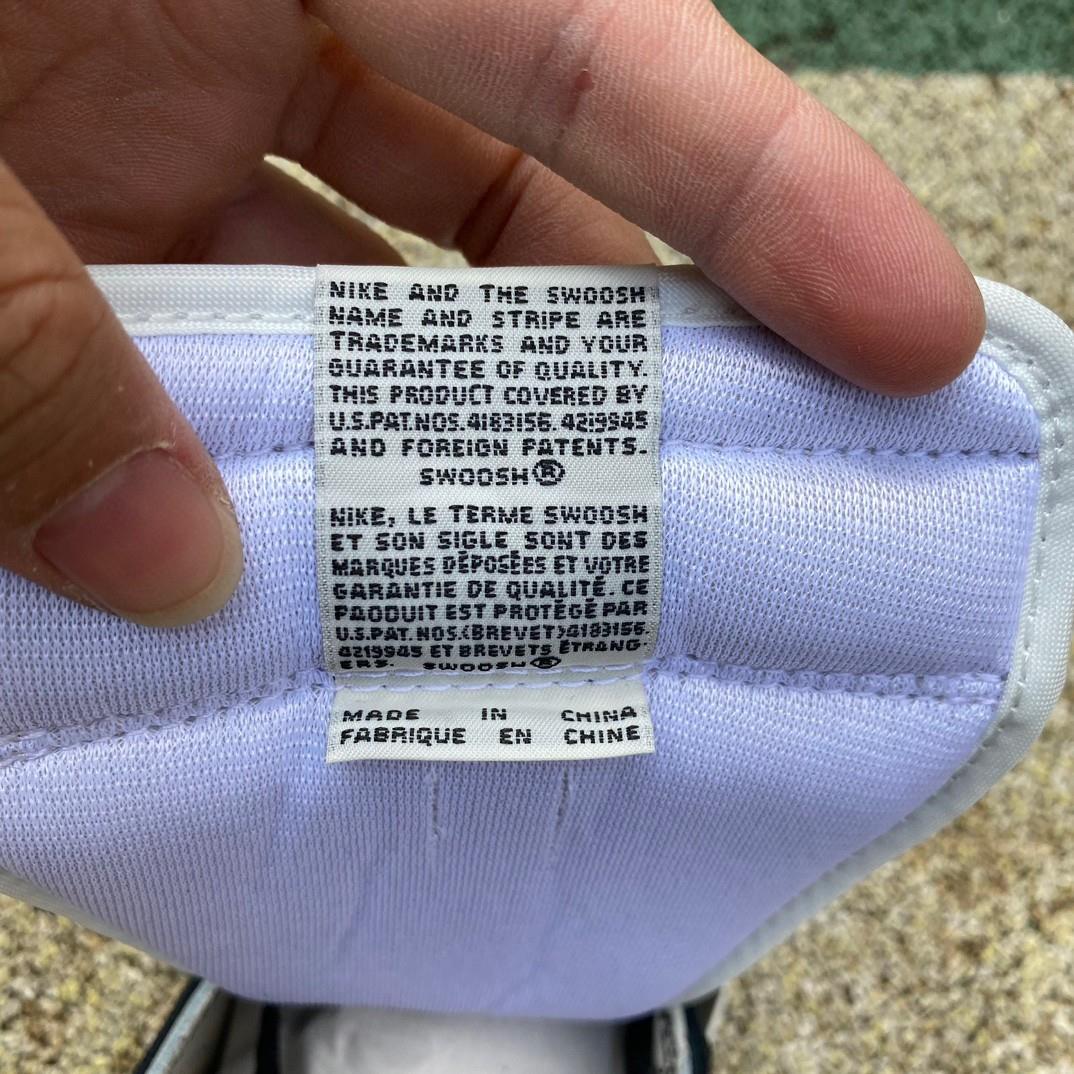 NIKE AND THE SWOOSH
NAME AND STRIPE ARE
TRADEMARKS AND YOUR
GUARANTEE OF QUALITY.
THIS PRODUCT COVERED BY
U.S.PAT.NOS.4183156.4219945
AND FOREIGN PATENTS.
SWOOSH®
NIKE, LE TERME SWOOSH
ET SON SIGLE SONT DES
MARQUES DÉPOSÉES ET VOTRE
GARANTIE DE QUALITÉ. CE
PAODUIT EST PROTÉGÉ PAR
U.S.PAT.NOS.(BREVET)4183156.
4219945 ET BREVETS ÉTRANG-
ERS. SWOOSH®
MADE IN CHINA
FABRIQUE EN CHINE